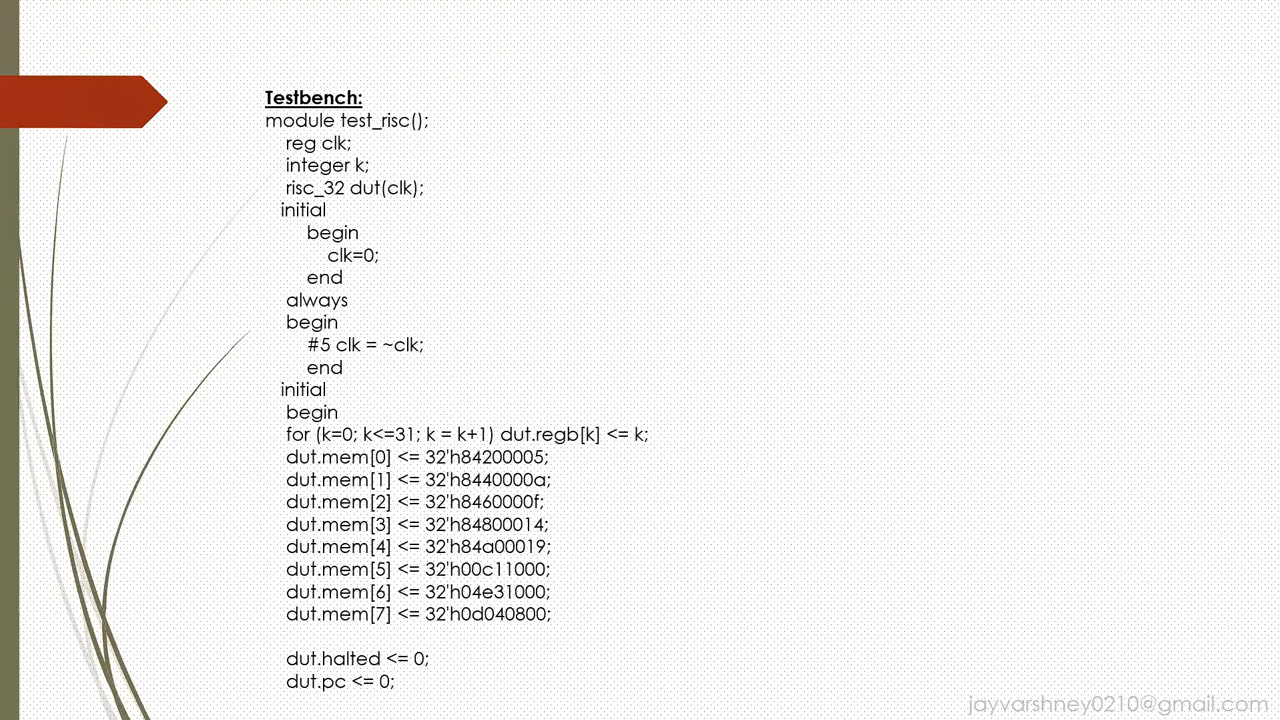 Testbench:
module test_risc();
reg clk;
integer k;
risc_32 dut(clk);
initial
begin
clk=0;
end
always
begin
#5 clk = ~clk;
end
initial
begin
for (k=0; k<=31; k = k+1) dut.regb[k] <= k;
dut.mem[0] <= 32'h84200005;
dut.mem[1] <= 32'h8440000a;
dut.mem[2] <= 32'h8460000f;
dut.mem[3] <= 32'h84800014;
dut.mem[4] <= 32'h84a00019;
dut.mem[5] <= 32'h00c11000;
dut.mem[6] <= 32'h04e31000;
dut.mem[7] <= 32'h0d040800;
dut.halted <= 0;
dut.pc <= 0;
jayvarshney0210@gmail.com